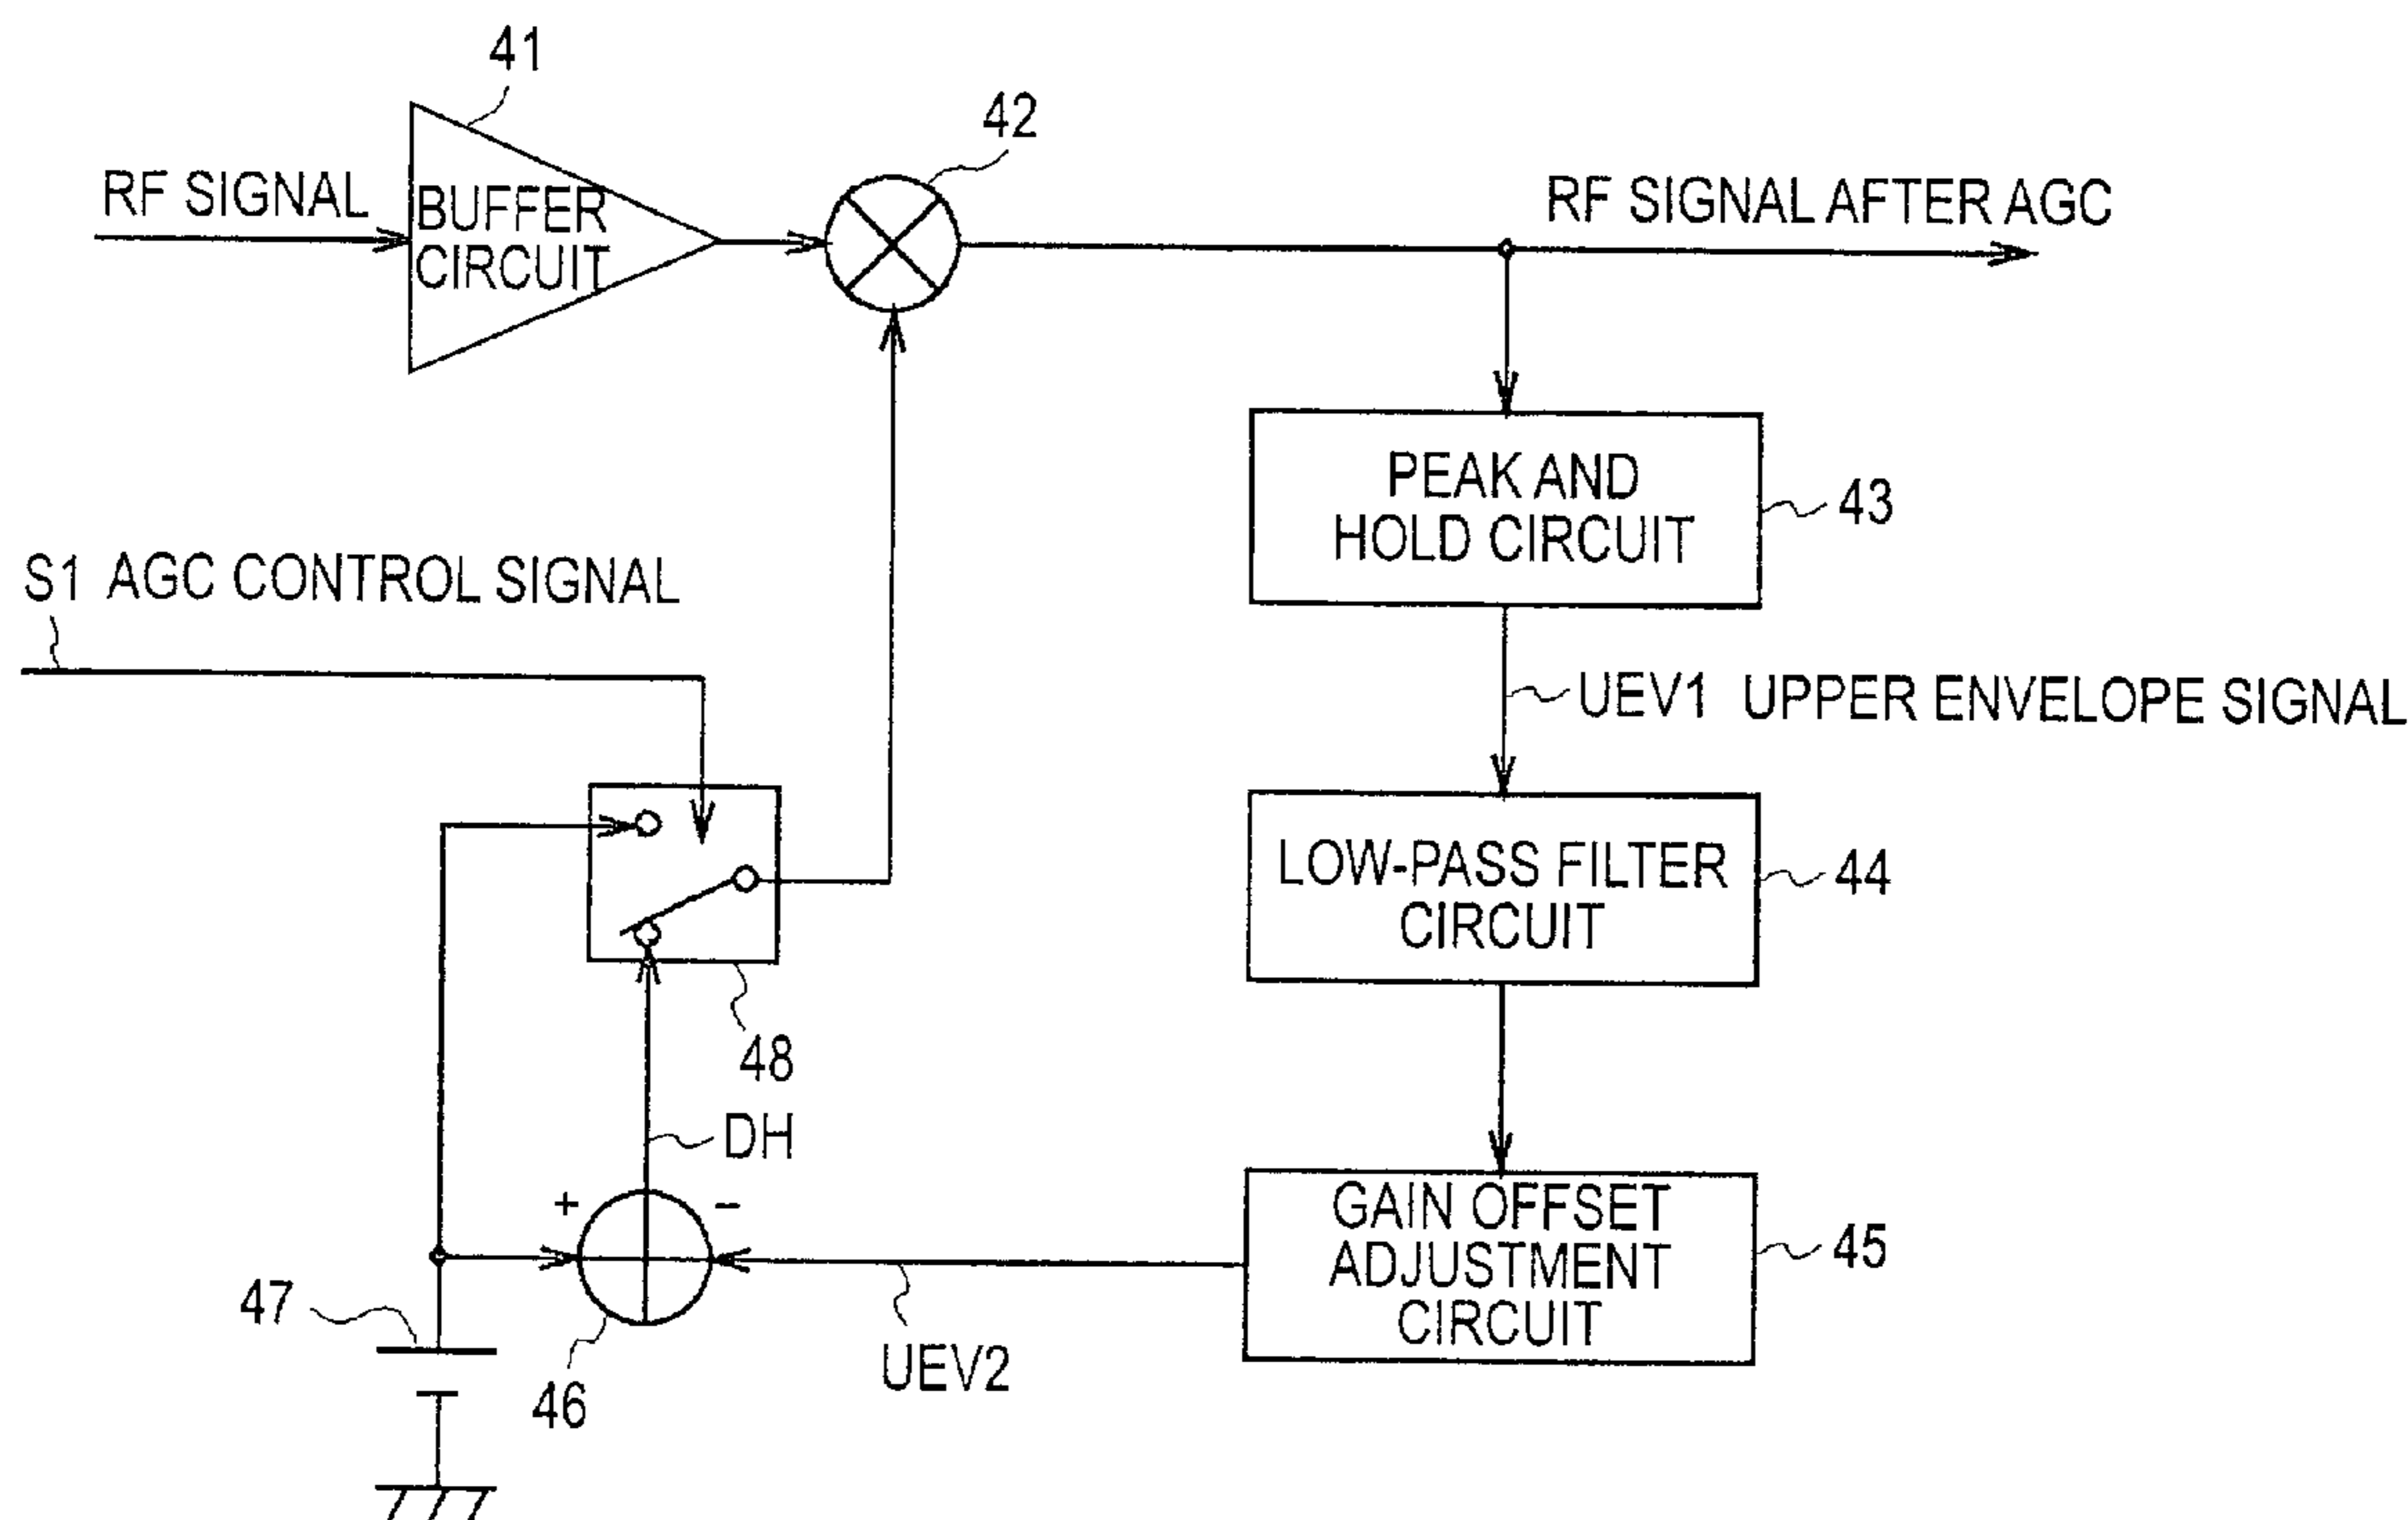 41
42
RF SIGNAL
BUFFER
CIRCUIT
RF SIGNAL AFTER AGC
PEAK AND
HOLD CIRCUIT
43
S1 AGC CONTROL SIGNAL
UEV1 UPPER ENVELOPE SIGNAL
LOW-PASS FILTER
CIRCUIT
44
48
DH
+
−
GAIN OFFSET
ADJUSTMENT
CIRCUIT
45
47
46
UEV2